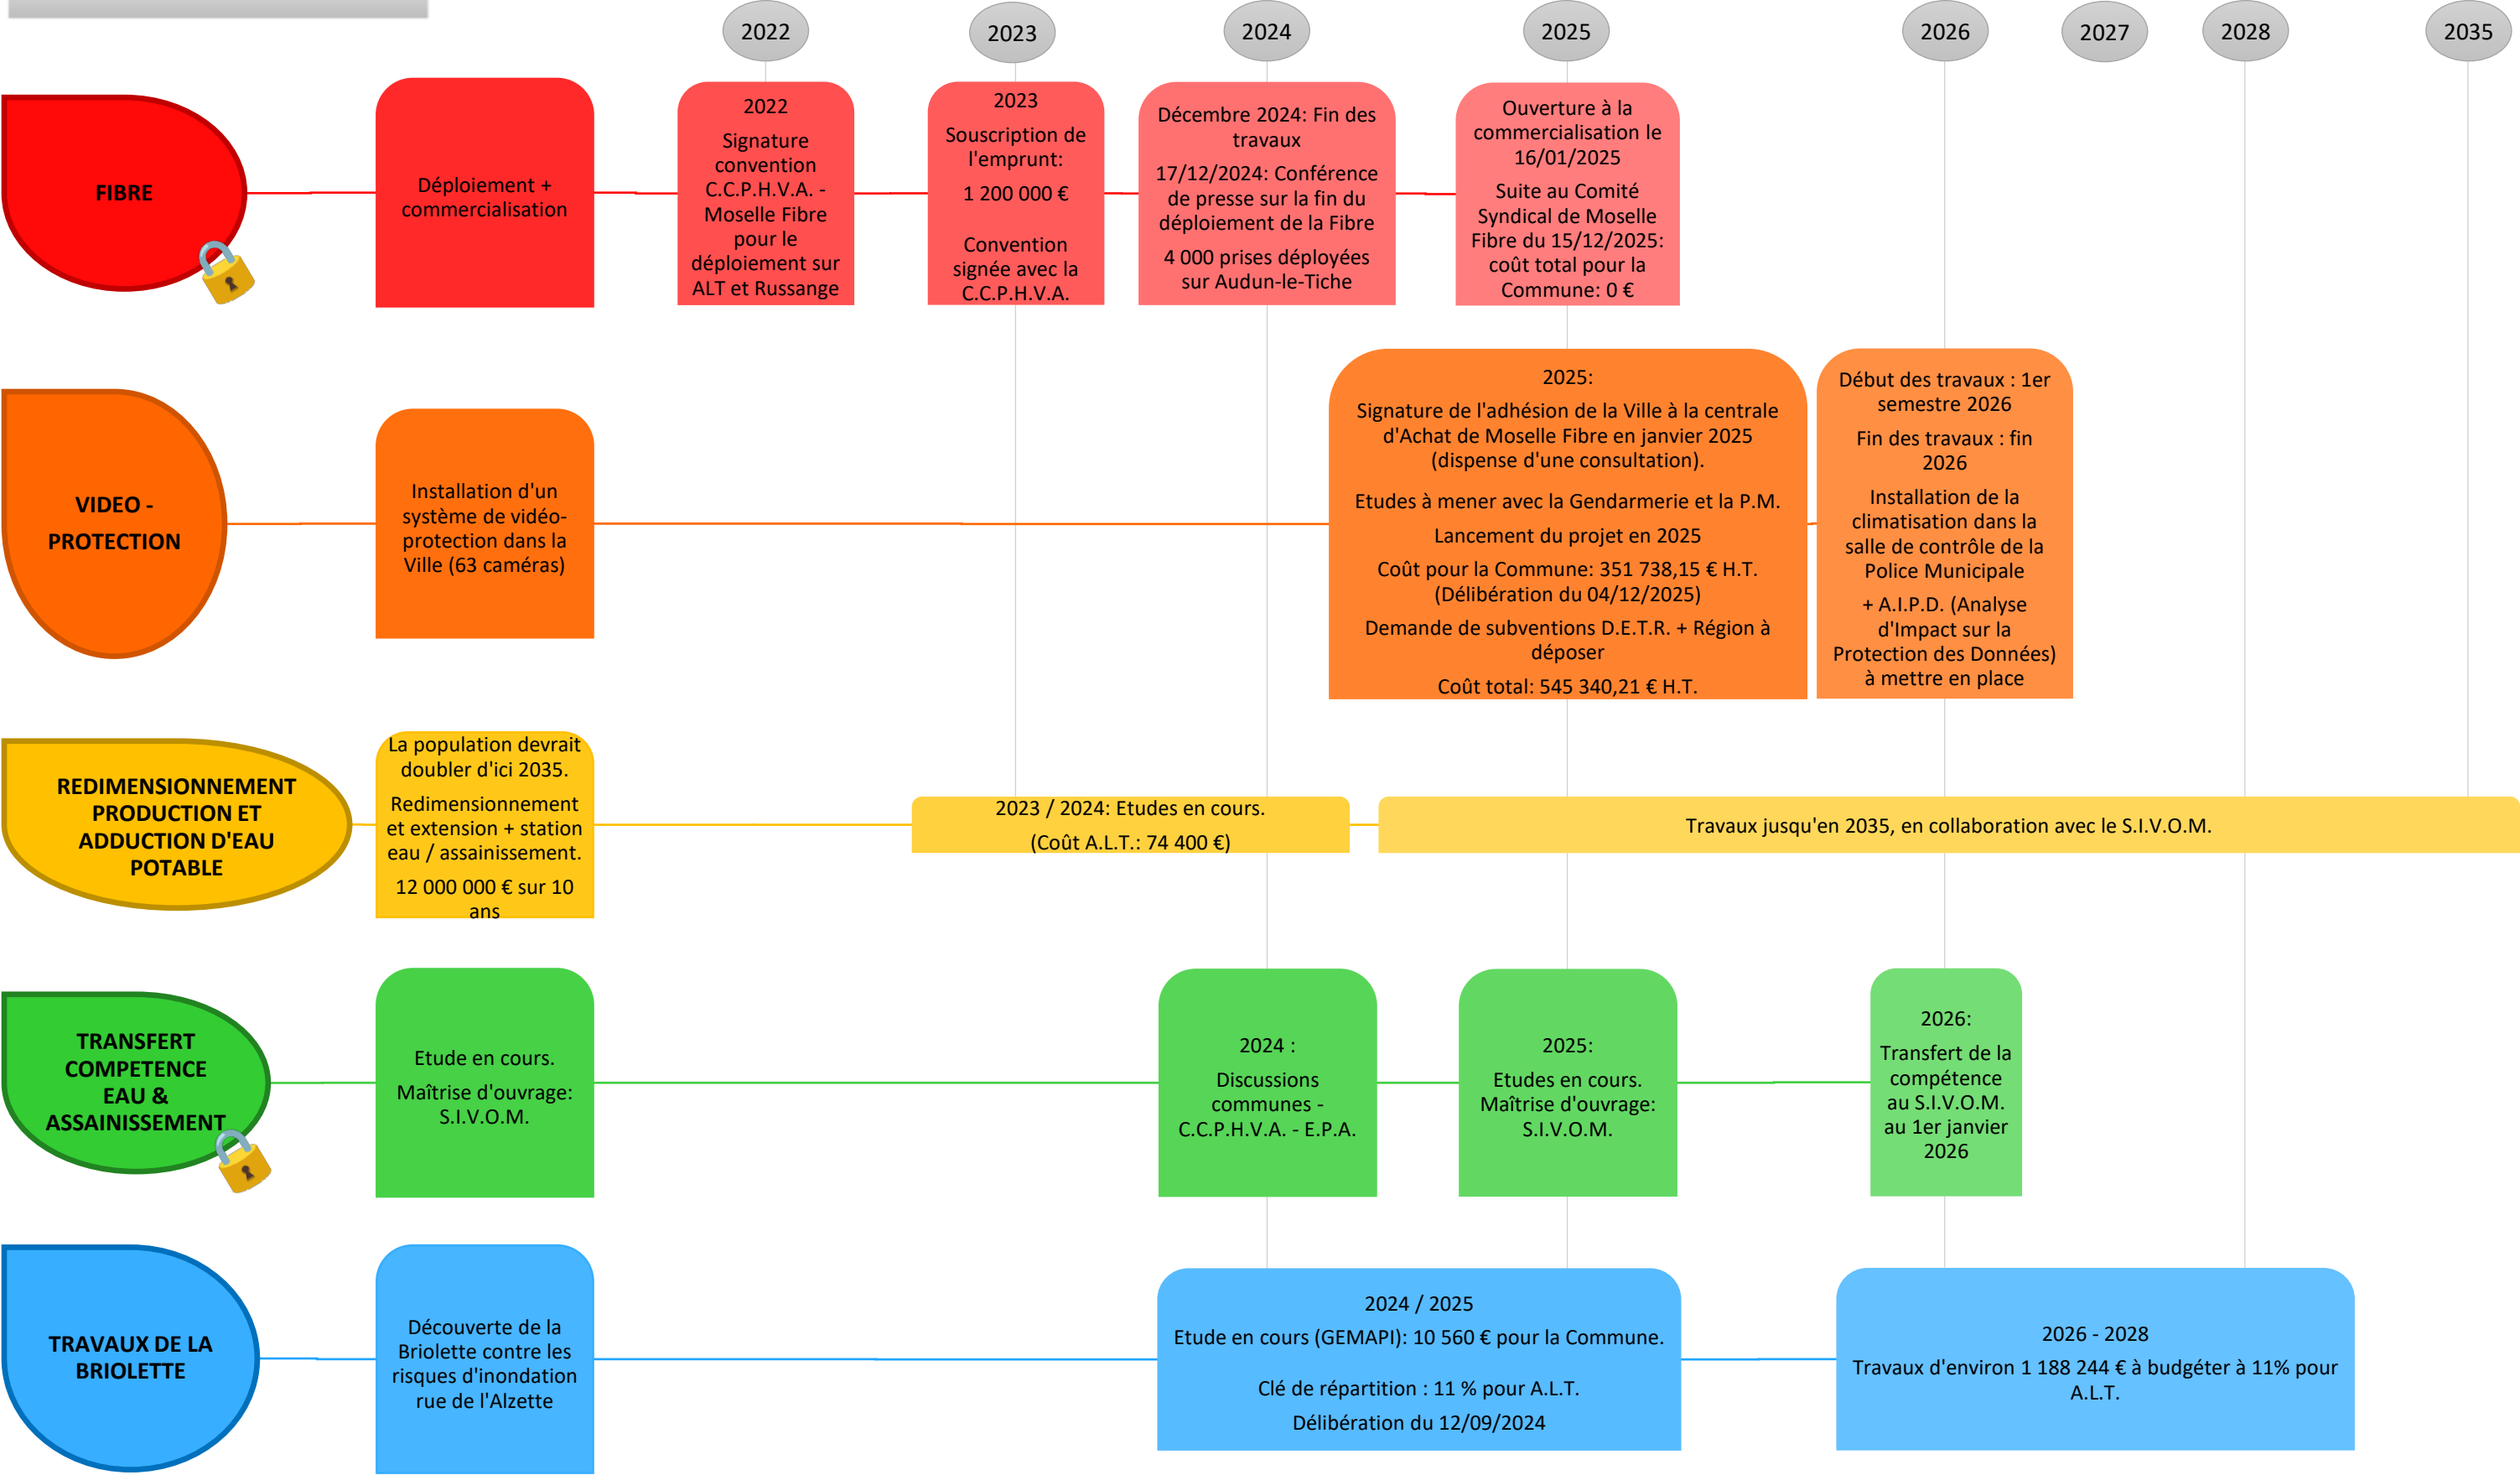 2022
2023
2024
2025
2026
2027
2028
2035
FIBRE
Déploiement +
commercialisation
2022
Signature
convention
C.C.P.H.V.A. -
Moselle Fibre
pour le
déploiement sur
ALT et Russange
2023
Souscription de
l'emprunt:
1 200 000 €
Convention
signée avec la
C.C.P.H.V.A.
Décembre 2024: Fin des
travaux
17/12/2024: Conférence
de presse sur la fin du
déploiement de la Fibre
4 000 prises déployées
sur Audun-le-Tiche
Ouverture à la
commercialisation le
16/01/2025
Suite au Comité
Syndical de Moselle
Fibre du 15/12/2025:
coût total pour la
Commune: 0 €
VIDEO -
PROTECTION
Installation d'un
système de vidéo-
protection dans la
Ville (63 caméras)
2025:
Signature de l'adhésion de la Ville à la centrale
d'Achat de Moselle Fibre en janvier 2025
(dispense d'une consultation).
Etudes à mener avec la Gendarmerie et la P.M.
Lancement du projet en 2025
Coût pour la Commune: 351 738,15 € H.T.
(Délibération du 04/12/2025)
Demande de subventions D.E.T.R. + Région à
déposer
Coût total: 545 340,21 € H.T.
Début des travaux : 1er
semestre 2026
Fin des travaux : fin
2026
Installation de la
climatisation dans la
salle de contrôle de la
Police Municipale
+ A.I.P.D. (Analyse
d'Impact sur la
Protection des Données)
à mettre en place
REDIMENSIONNEMENT
PRODUCTION ET
ADDUCTION D'EAU
POTABLE
La population devrait
doubler d'ici 2035.
Redimensionnement
et extension + station
eau / assainissement.
12 000 000 € sur 10
ans
2023 / 2024: Etudes en cours.
(Coût A.L.T.: 74 400 €)
Travaux jusqu'en 2035, en collaboration avec le S.I.V.O.M.
TRANSFERT
COMPETENCE
EAU &
ASSAINISSEMENT
Etude en cours.
Maîtrise d'ouvrage:
S.I.V.O.M.
2024 :
Discussions
communes -
C.C.P.H.V.A. - E.P.A.
2025:
Etudes en cours.
Maîtrise d'ouvrage:
S.I.V.O.M.
2026:
Transfert de la
compétence
au S.I.V.O.M.
au 1er janvier
2026
TRAVAUX DE LA
BRIOLETTE
Découverte de la
Briolette contre les
risques d'inondation
rue de l'Alzette
2024 / 2025
Etude en cours (GEMAPI): 10 560 € pour la Commune.
Clé de répartition : 11 % pour A.L.T.
Délibération du 12/09/2024
2026 - 2028
Travaux d'environ 1 188 244 € à budgéter à 11% pour
A.L.T.